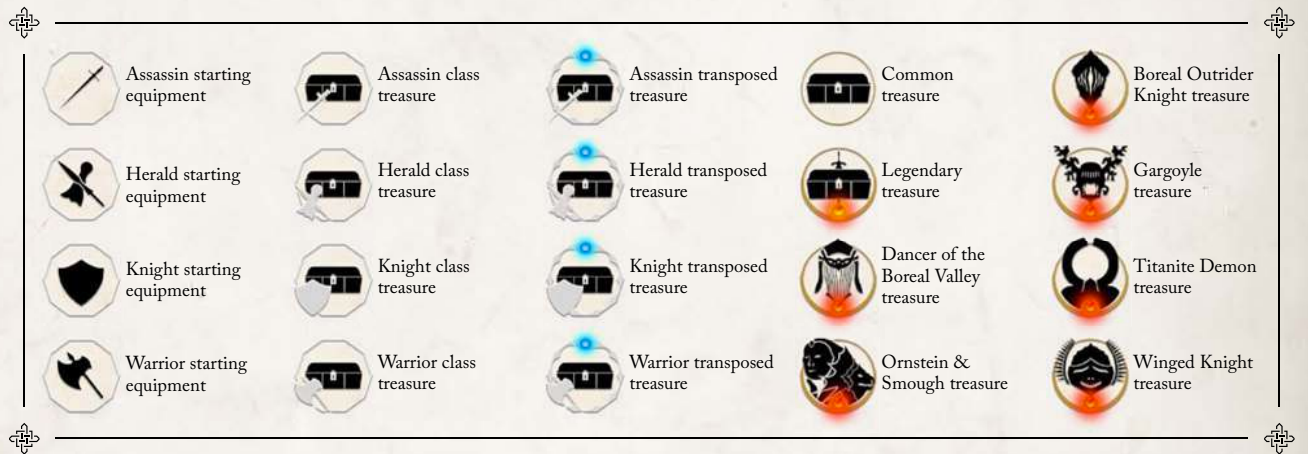 Assassin starting
equipment
Assassin class
treasure
Assassin transposed
treasure
Common
treasure
Boreal Outrider
Knight treasure
Herald starting
equipment
Herald class
treasure
Herald transposed
treasure
Legendary
treasure
Gargoyle
treasure
Knight starting
equipment
Knight class
treasure
Knight transposed
treasure
Dancer of the
Boreal Valley
treasure
Titanite Demon
treasure
Warrior starting
equipment
Warrior class
treasure
Warrior transposed
treasure
Ornstein &
Smough treasure
Winged Knight
treasure